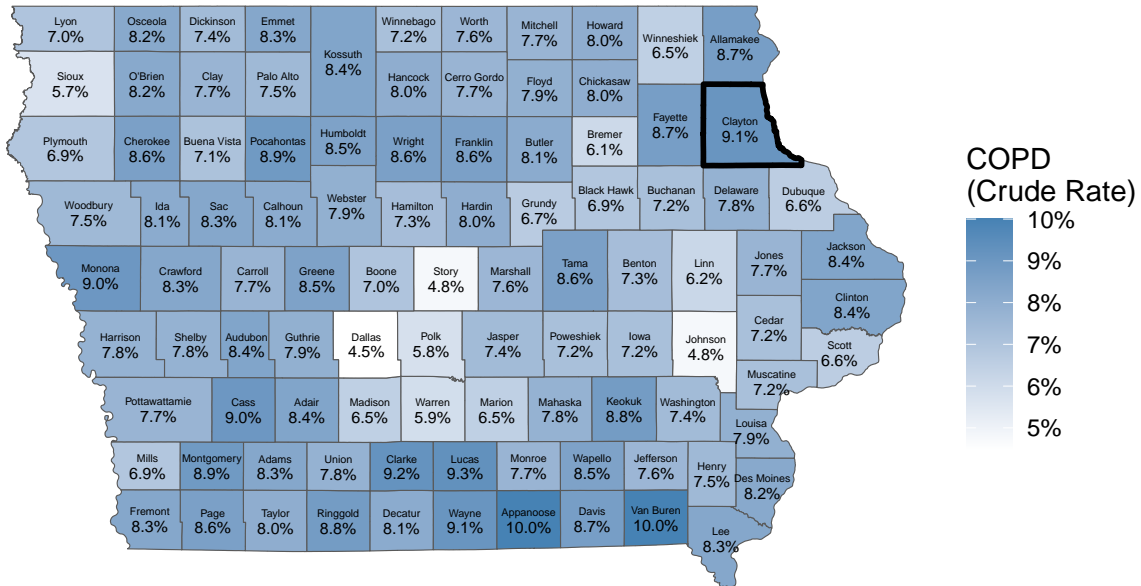 Lyon
7.0%
Osceola
8.2%
Dickinson
7.4%
Emmet
8.3%
Kossuth
8.4%
Winnebago
7.2%
Worth
7.6%
Mitchell
7.7%
Howard
8.0%
Winneshiek
6.5%
Allamakee
8.7%
Sioux
5.7%
O'Brien
8.2%
Clay
7.7%
Palo Alto
7.5%
Hancock
8.0%
Cerro Gordo
7.7%
Floyd
7.9%
Chickasaw
8.0%
Fayette
8.7%
Clayton
9.1%
Plymouth
6.9%
Cherokee
8.6%
Buena Vista
7.1%
Pocahontas
8.9%
Humboldt
8.5%
Wright
8.6%
Franklin
8.6%
Butler
8.1%
Bremer
6.1%
Woodbury
7.5%
Ida
8.1%
Sac
8.3%
Calhoun
8.1%
Webster
7.9%
Hamilton
7.3%
Hardin
8.0%
Grundy
6.7%
Black Hawk
6.9%
Buchanan
7.2%
Delaware
7.8%
Dubuque
6.6%
Monona
9.0%
Crawford
8.3%
Carroll
7.7%
Greene
8.5%
Boone
7.0%
Story
4.8%
Marshall
7.6%
Tama
8.6%
Benton
7.3%
Linn
6.2%
Jones
7.7%
Jackson
8.4%
Clinton
8.4%
Harrison
7.8%
Shelby
7.8%
Audubon
8.4%
Guthrie
7.9%
Dallas
4.5%
Polk
5.8%
Jasper
7.4%
Poweshiek
7.2%
Iowa
7.2%
Johnson
4.8%
Cedar
7.2%
Scott
6.6%
Muscatine
7.2%
Pottawattamie
7.7%
Cass
9.0%
Adair
8.4%
Madison
6.5%
Warren
5.9%
Marion
6.5%
Mahaska
7.8%
Keokuk
8.8%
Washington
7.4%
Louisa
7.9%
Mills
6.9%
Montgomery
8.9%
Adams
8.3%
Union
7.8%
Clarke
9.2%
Lucas
9.3%
Monroe
7.7%
Wapello
8.5%
Jefferson
7.6%
Henry
7.5%
Des Moines
8.2%
Fremont
8.3%
Page
8.6%
Taylor
8.0%
Ringgold
8.8%
Decatur
8.1%
Wayne
9.1%
Appanoose
10.0%
Davis
8.7%
Van Buren
10.0%
Lee
8.3%
COPD
(Crude Rate)
10%
9%
8%
7%
6%
5%